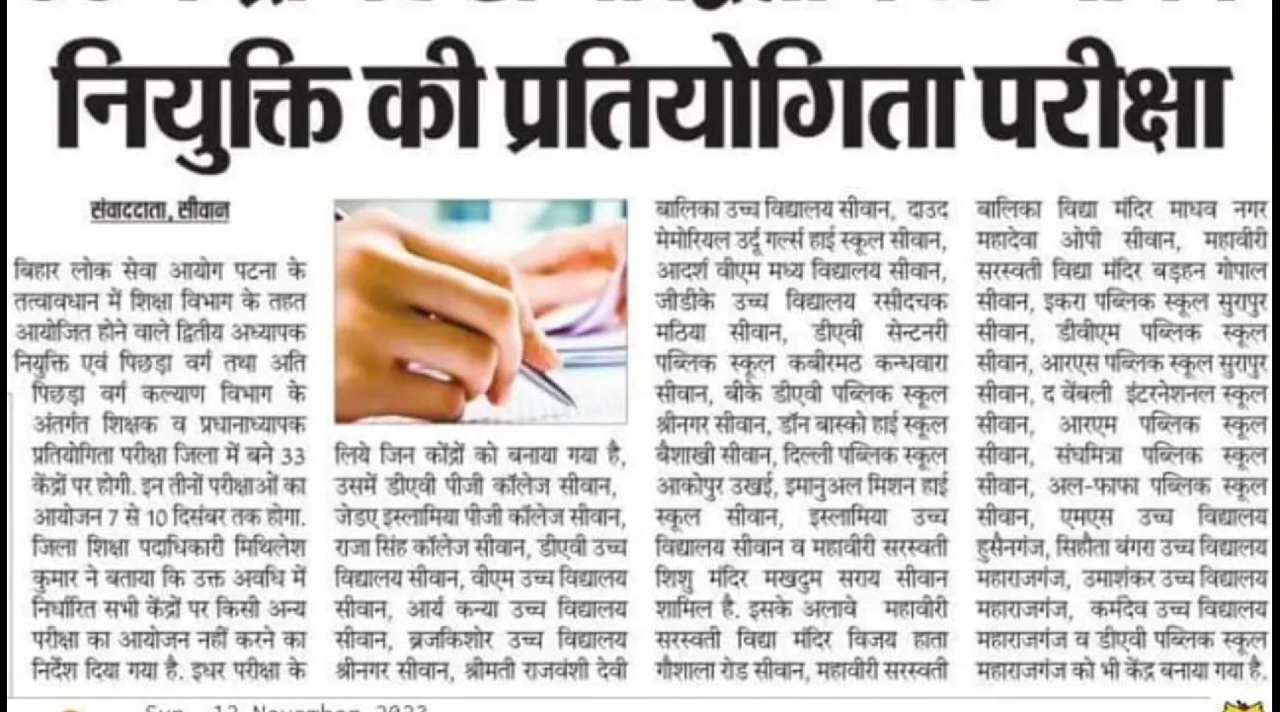 नियुक्ति की प्रतियोगिता परीक्षा
संवाददाता, सीवान
बिहार लोक सेवा आयोग पटना के
तत्वावधान में शिक्षा विभाग के तहत
आयोजित होने वाले द्वितीय अध्यापक
नियुक्ति एवं पिछड़ा वर्ग तथा अति
पिछड़ा वर्ग कल्याण विभाग के
अंतर्गत शिक्षक व प्रधानाध्यापक
प्रतियोगिता परीक्षा जिला में बने 33
केंद्रों पर होगी. इन तीनों परीक्षाओं का
आयोजन 7 से 10 दिसंबर तक होगा.
जिला शिक्षा पदाधिकारी मिथिलेश
कुमार ने बताया कि उक्त अवधि में
निर्धारित सभी केंद्रों पर किसी अन्य
परीक्षा का आयोजन नहीं करने का
निर्देश दिया गया है. इधर परीक्षा के
लिये जिन केंद्रों को बनाया गया है,
उसमें डीएवी पीजी कॉलेज सीवान,
जेडए इस्लामिया पीजी कॉलेज सीवान,
राजा सिंह कॉलेज सीवान, डीएवी उच्च
विद्यालय सीवान, वीएम उच्च विद्यालय
सीवान, आर्य कन्या उच्च विद्यालय
सीवान, ब्रजकिशोर उच्च विद्यालय
श्रीनगर सीवान, श्रीमती राजवंशी देवी
बालिका उच्च विद्यालय सीवान, दाउद
मेमोरियल उर्दू गर्ल्स हाई स्कूल सीवान,
आदर्श वीएम मध्य विद्यालय सीवान,
जीडीके उच्च विद्यालय रसीदचक
मठिया सीवान, डीएवी सेन्टनरी
पब्लिक स्कूल कबीरमठ कन्धवारा
सीवान, बीके डीएवी पब्लिक स्कूल
श्रीनगर सीवान, डॉन बास्को हाई स्कूल
बैशाखी सीवान, दिल्ली पब्लिक स्कूल
आकोपुर उखई, इमानुअल मिशन हाई
स्कूल सीवान, इस्लामिया उच्च
विद्यालय सीवान व महावीरी सरस्वती
शिशु मंदिर मखदुम सराय सीवान
शामिल है. इसके अलावे महावीरी
सरस्वती विद्या मंदिर विजय हाता
गौशाला रोड सीवान, महावीरी सरस्वती
बालिका विद्या मंदिर माधव नगर
महादेवा ओपी सीवान, महावीरी
सरस्वती विद्या मंदिर बड़हन गोपाल
सीवान, इकरा पब्लिक स्कूल सुरापुर
सीवान, डीवीएम पब्लिक स्कूल
सीवान, आरएस पब्लिक स्कूल सुरापुर
सीवान, द वेंबली इंटरनेशनल स्कूल
सीवान, आरएम पब्लिक स्कूल
सीवान, संघमित्रा पब्लिक स्कूल
सीवान, अल-फाफा पब्लिक स्कूल
सीवान, एमएस उच्च विद्यालय
हुसैनगंज, सिहौता बंगरा उच्च विद्यालय
महाराजगंज, उमाशंकर उच्च विद्यालय
महाराजगंज, कर्मदेव उच्च विद्यालय
महाराजगंज व डीएवी पब्लिक स्कूल
महाराजगंज को भी केंद्र बनाया गया है.
Sun, 12 November 2023